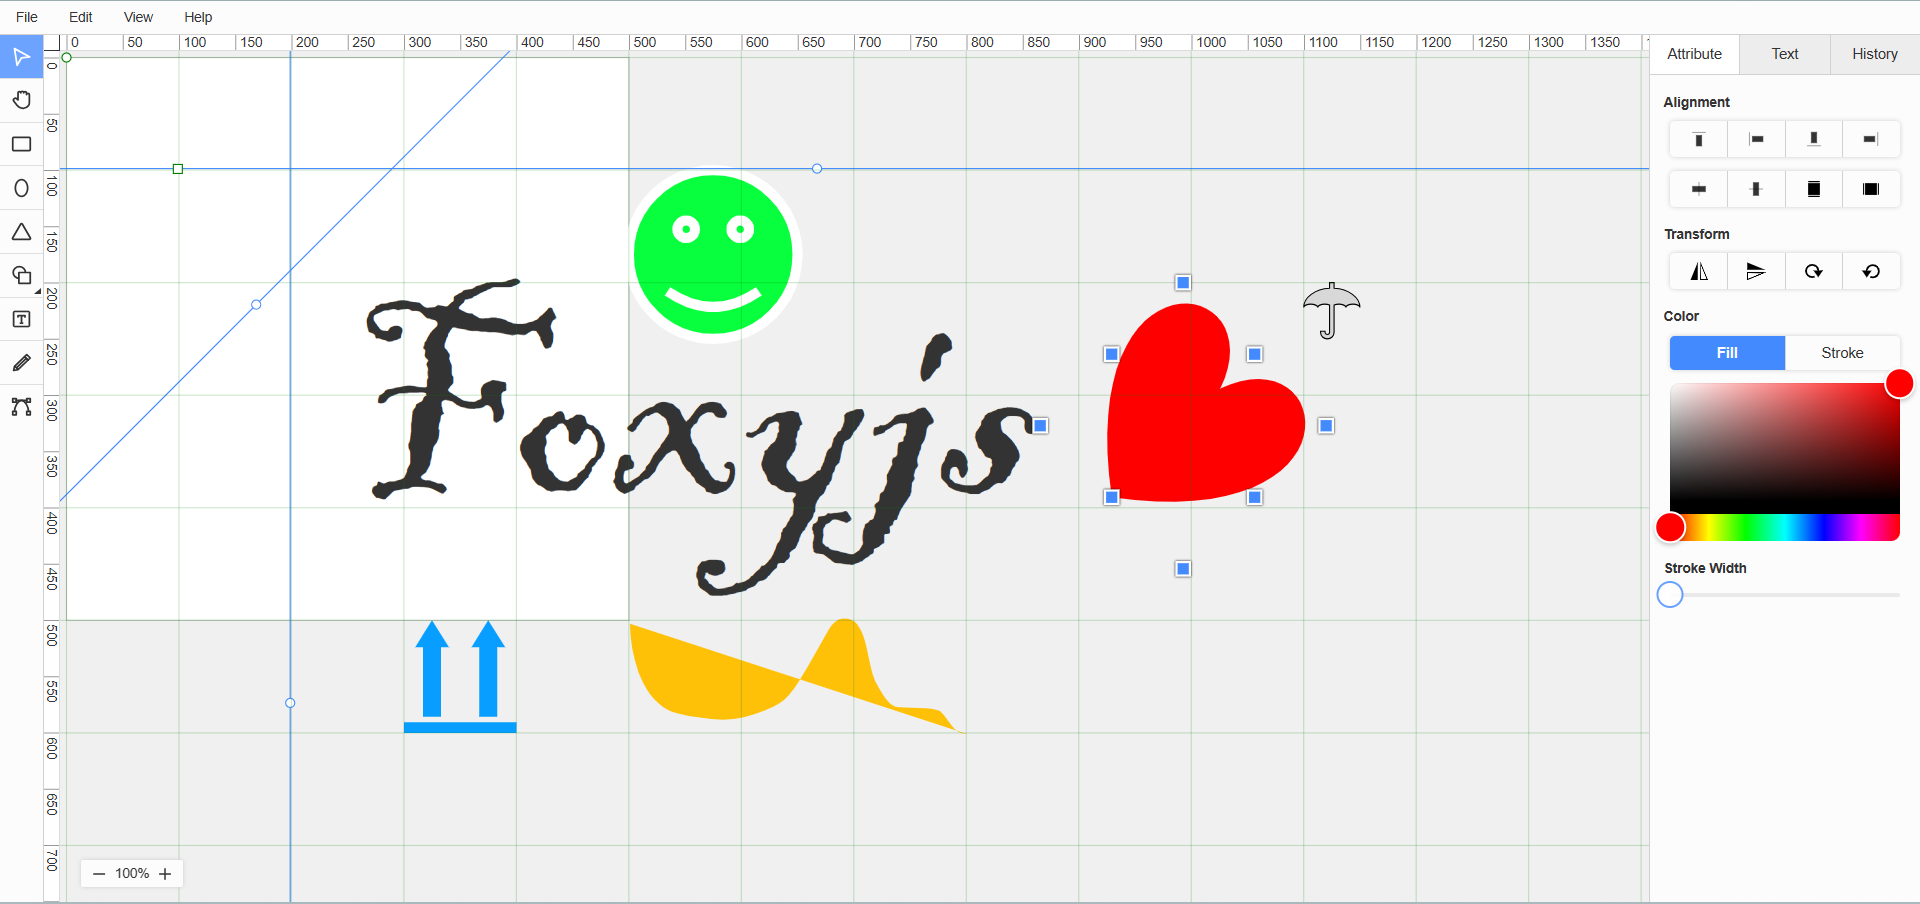 File Edit View Help
0 50 100 150 200 250 300 350 400 450 500 550 600 650 700 750 800 850 900 950 1000 1050 1100 1150 1200 1250 1300 1350
0
50
100
150
200
250
300
350
400
450
500
550
600
650
700
Foxyjs
100%
Attribute Text History
Alignment
Transform
Color
Fill Stroke
Stroke Width